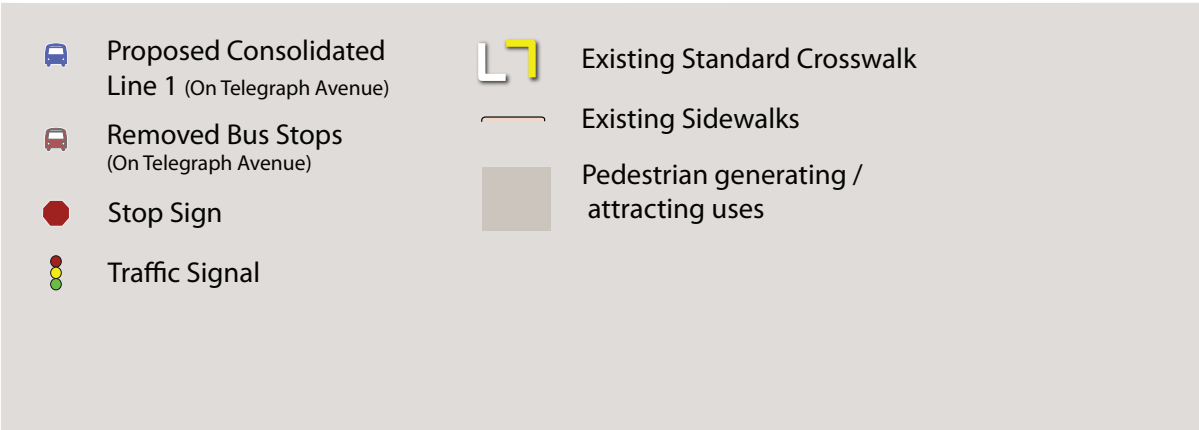 Proposed Consolidated
Line 1 (On Telegraph Avenue)
Removed Bus Stops
(On Telegraph Avenue)
Stop Sign
Traffic Signal
Existing Standard Crosswalk
Existing Sidewalks
Pedestrian generating /
attracting uses